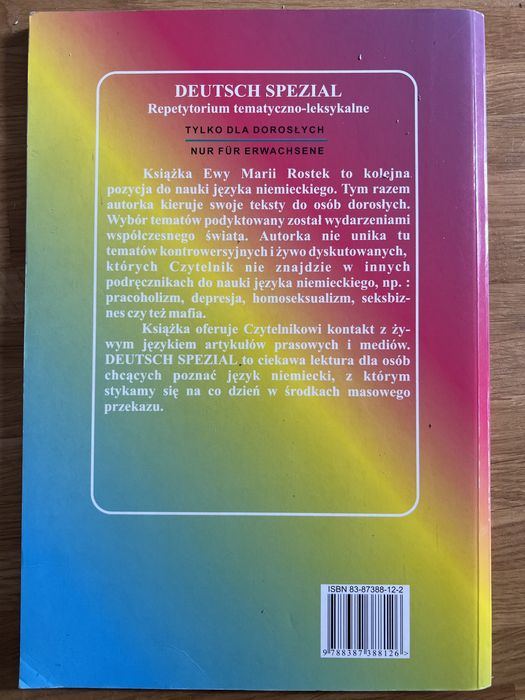 DEUTSCH SPEZIAL
Repetytorium tematyczno-leksykalne
TYLKO DLA DOROSŁYCH
NUR FÜR ERWACHSENE
Książka Ewy Marii Rostek to kolejna
pozycja do nauki języka niemieckiego. Tym razem
autorka kieruje swoje teksty do osób dorosłych.
Wybór tematów podyktowany został wydarzeniami
współczesnego świata. Autorka nie unika tu
tematów kontrowersyjnych i żywo dyskutowanych,
których Czytelnik nie znajdzie w innych
podręcznikach do nauki języka niemieckiego, np. :
pracoholizm, depresja, homoseksualizm, seksbiz-
nes czy też mafia.
Książka oferuje Czytelnikowi kontakt z ży-
wym językiem artykułów prasowych i mediów.
DEUTSCH SPEZIAL to ciekawa lektura dla osób
chcących poznać język niemiecki, z którym
stykamy się na co dzień w środkach masowego
przekazu.
ISBN 83-87388-12-2
9 788387 388126 >